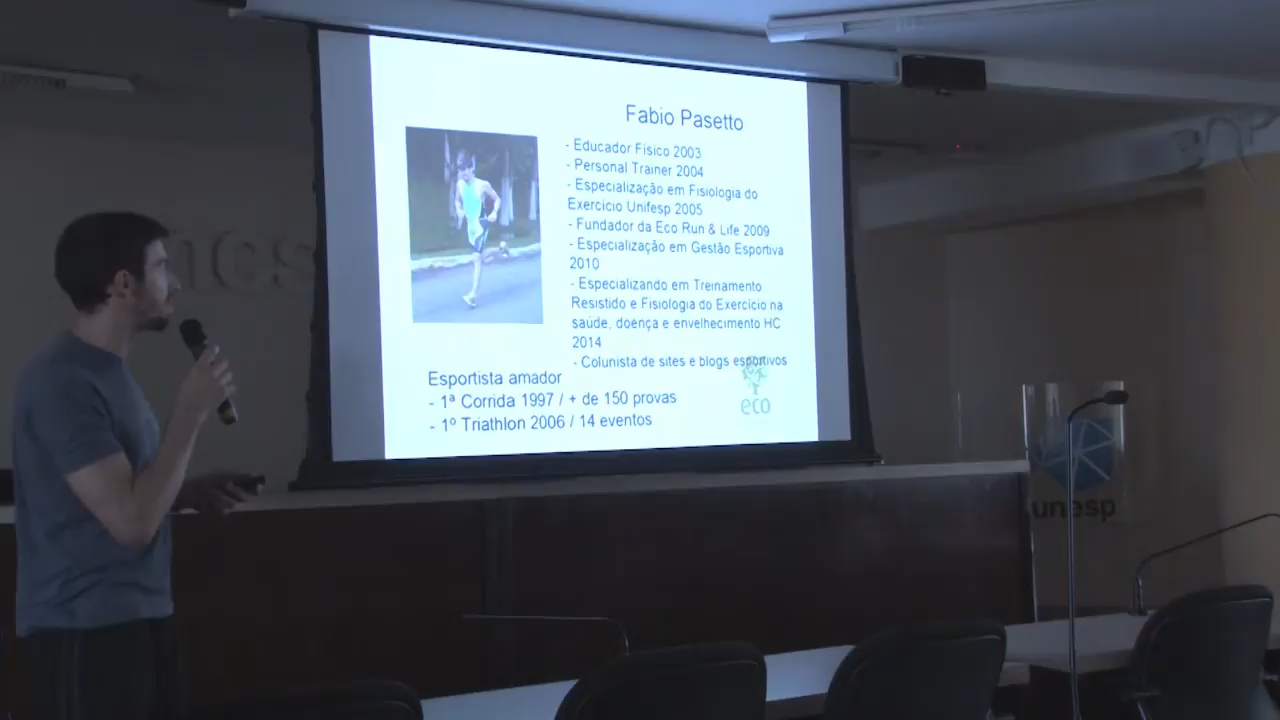 Fabio Pasetto
- Educador Fisico 2003
- Personal Trainer 2004
- Especialização em Fisiologia do
Exercício Unifesp 2005
- Fundador da Eco Run & Life 2009
- Especialização em Gestão Esportiva
2010
- Especializando em Treinamento
Resistido e Fisiologia do Exercício na
saúde, doença e envelhecimento HC
2014
- Colunista de sites e blogs esportivos
Esportista amador
- 1ª Corrida 1997 / + de 150 provas
- 1º Triathlon 2006 / 14 eventos
eco
unesp